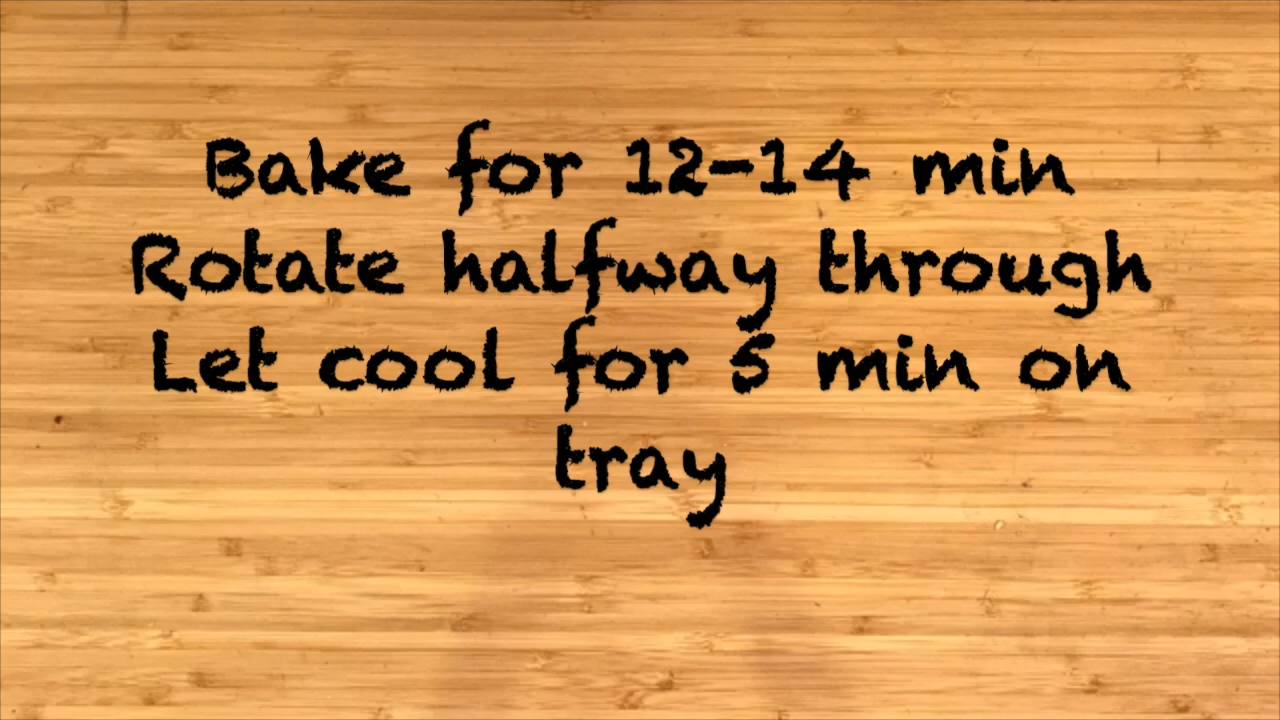 Bake for 12-14 min
Rotate halfway through
Let cool for 5 min on
tray